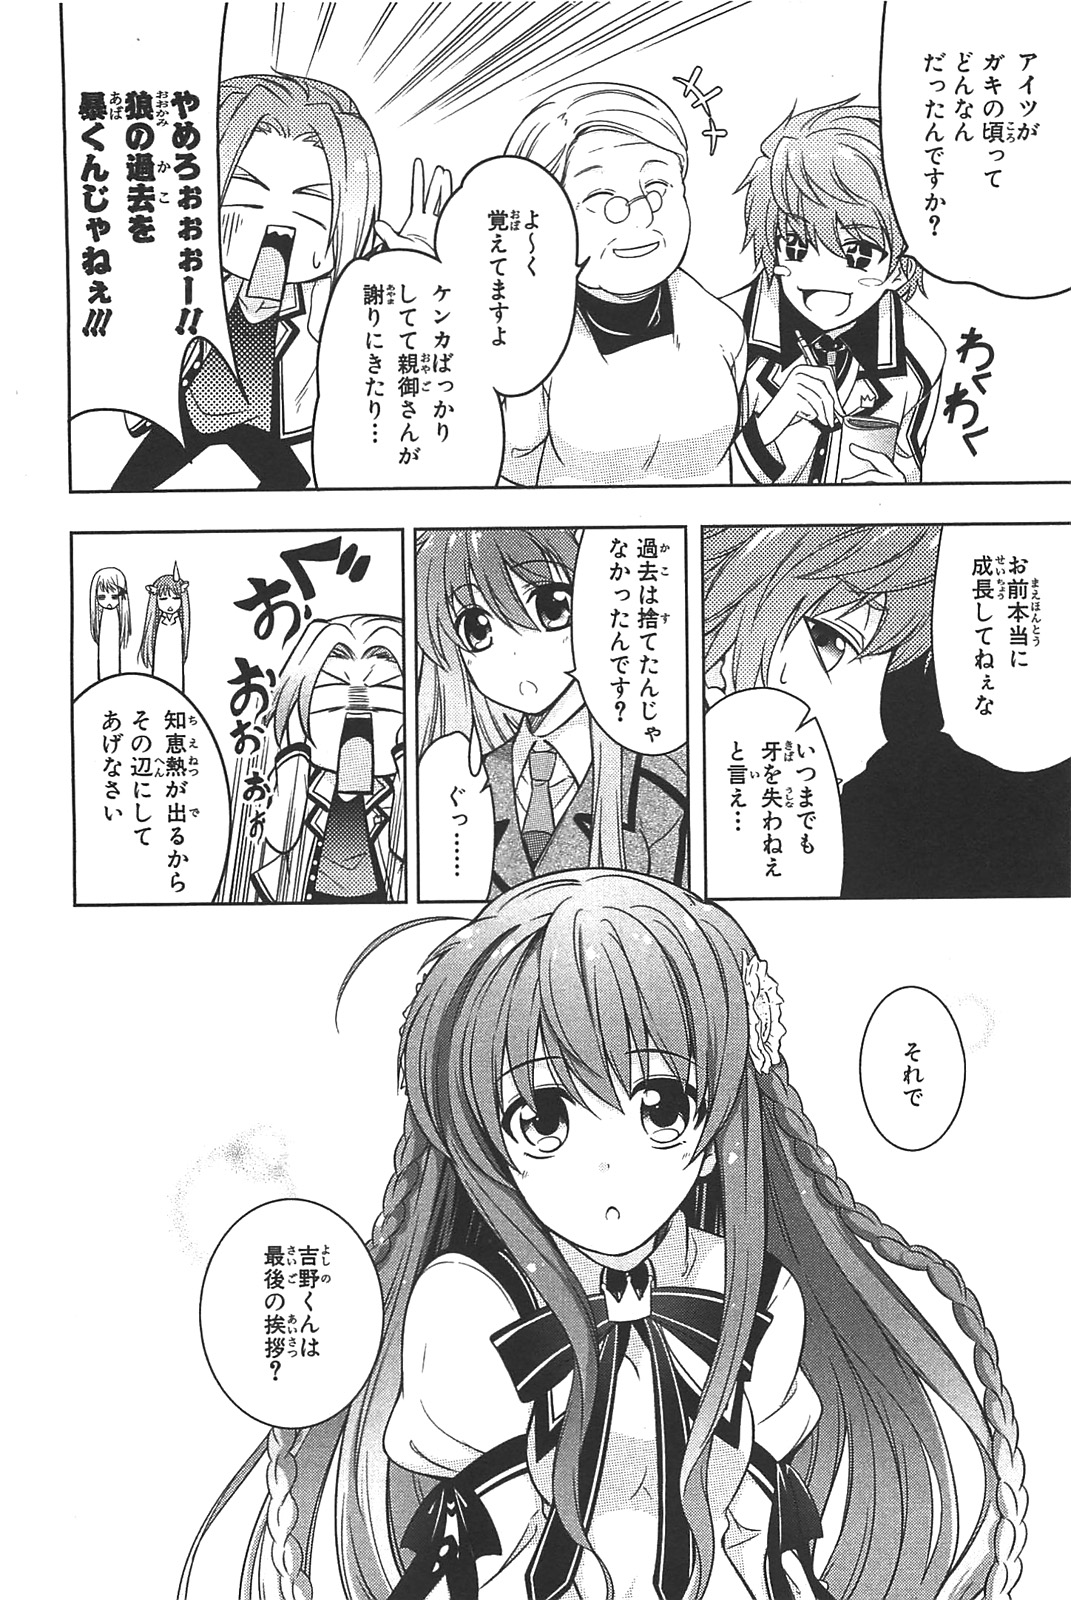 アイツが
ガキの頃って
どんなん
だったんですか?
わくわく
よ〜く
覚えてますよ
ケンカばっかり
してて親御さんが
謝りにきたり…
やめろぉぉぉー!!
狼の過去を
暴くんじゃねぇ!!!
お前本当に
成長してねぇな
いつまでも
牙を失わねえ
と言え…
過去は捨てたんじゃ
なかったんです?
ぐっ……
ぐおおおぉぉ
知恵熱が出るから
その辺にして
あげなさい
それで
吉野くんは
最後の挨拶?